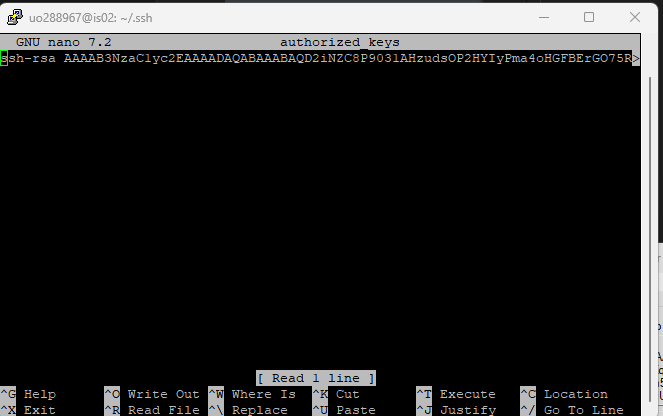 uo288967@is02: ~/.ssh
GNU nano 7.2 authorized_keys
ssh-rsa AAAAB3NzaC1yc2EAAAADAQABAAABAQD2iNZC8P903lAHzudsOP2HYIyPma4oHGFBErGO75R>
[ Read 1 line ]
^G Help ^O Write Out ^W Where Is ^K Cut ^T Execute ^C Location
^X Exit ^R Read File ^\ Replace ^U Paste ^J Justify ^/ Go To Line